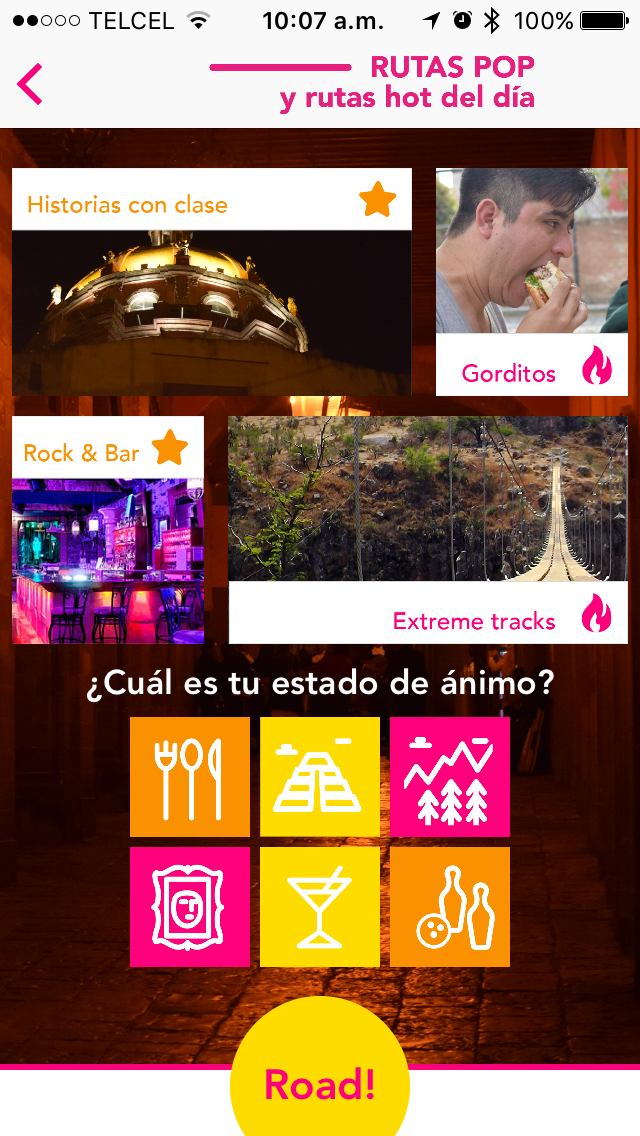 TELCEL 10:07 a.m. 100%
RUTAS POP
y rutas hot del día
Historias con clase
Gorditos
Rock & Bar
Extreme tracks
¿Cuál es tu estado de ánimo?
Road!